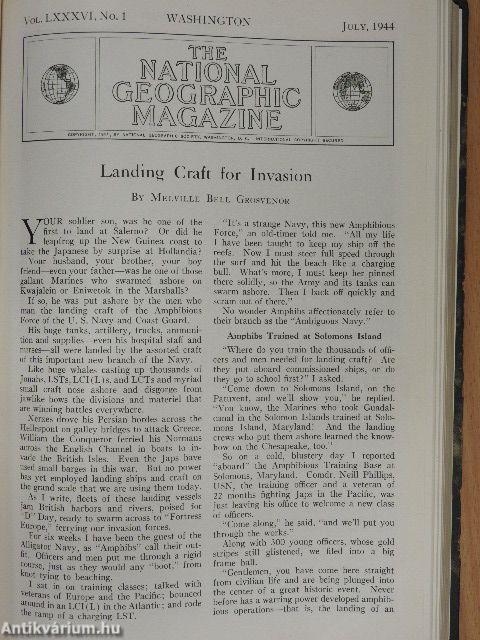 VOL. LXXXVI, No. 1 WASHINGTON JULY, 1944
THE
NATIONAL
GEOGRAPHIC
MAGAZINE
COPYRIGHT, 1944, BY NATIONAL GEOGRAPHIC SOCIETY, WASHINGTON, D. C. INTERNATIONAL COPYRIGHT SECURED
Landing Craft for Invasion
BY MELVILLE BELL GROSVENOR
YOUR soldier son, was he one of the
first to land at Salerno? Or did he
leapfrog up the New Guinea coast to
take the Japanese by surprise at Hollandia?
Your husband, your brother, your boy
friend—even your father—was he one of those
gallant Marines who swarmed ashore on
Kwajalein or Eniwetok in the Marshalls?
If so, he was put ashore by the men who
man the landing craft of the Amphibious
Force of the U. S. Navy and Coast Guard.
His huge tanks, artillery, trucks, ammuni-
tion and supplies—even his hospital staff and
nurses—all were landed by the assorted craft
of this important new branch of the Navy.
Like huge whales casting up thousands of
Jonahs, LSTs, LCI(L)s, and LCTs and myriad
small craft nose ashore and disgorge from
jawlike bows the divisions and materiel that
are winning battles everywhere.
Xerxes drove his Persian hordes across the
Hellespont on galley bridges to attack Greece.
William the Conqueror ferried his Normans
across the English Channel in boats to in-
vade the British Isles. Even the Japs have
used small barges in this war. But no power
has yet employed landing ships and craft on
the grand scale that we are using them today.
As I write, fleets of these landing vessels
jam British harbors and rivers, poised for
"D" Day, ready to swarm across to "Fortress
Europe," ferrying our invasion forces.
For six weeks I have been the guest of the
Alligator Navy, as "Amphibs" call their out-
fit. Officers and men put me through a rigid
course, just as they would any "boot," from
knot tying to beaching.
I sat in on training classes; talked with
veterans of Europe and the Pacific; bounced
around in an LCI(L) in the Atlantic; and rode
the ramp of a charging LST.
"It's a strange Navy, this new Amphibious
Force," an old-timer told me. "All my life
I have been taught to keep my ship off the
reefs. Now I must steer full speed through
the surf and hit the beach like a charging
bull. What's more, I must keep her pinned
there solidly, so the Army and its tanks can
swarm ashore. Then I back off quickly and
scram out of there."
No wonder Amphibs affectionately refer to
their branch as the "Ambiguous Navy."
Amphibs Trained at Solomons Island
"Where do you train the thousands of offi-
cers and men needed for landing craft? Are
they put aboard commissioned ships, or do
they go to school first?" I asked.
"Come down to Solomons Island, on the
Patuxent, and we'll show you," he replied.
"You know, the Marines who took Guadal-
canal in the Solomon Islands trained at Solo-
mons Island, Maryland! And the landing
crews who put them ashore learned the know-
how on the Chesapeake, too."
So on a cold, blustery day I reported
"aboard" the Amphibious Training Base at
Solomons, Maryland. Comdr. Neill Phillips,
USN, the training officer and a veteran of
22 months fighting Japs in the Pacific, was
just leaving his office to welcome a new class
of officers.
"Come along," he said, "and we'll put you
through the works."
Along with 300 young officers, whose gold
stripes still glistened, we filed into a big
frame hall.
"Gentlemen, you have come here straight
from civilian life and are being plunged into
the center of a great historic event. Never
before has a warring power developed amphib-
ious operations—that is, the landing of an
Antikvárium.hu